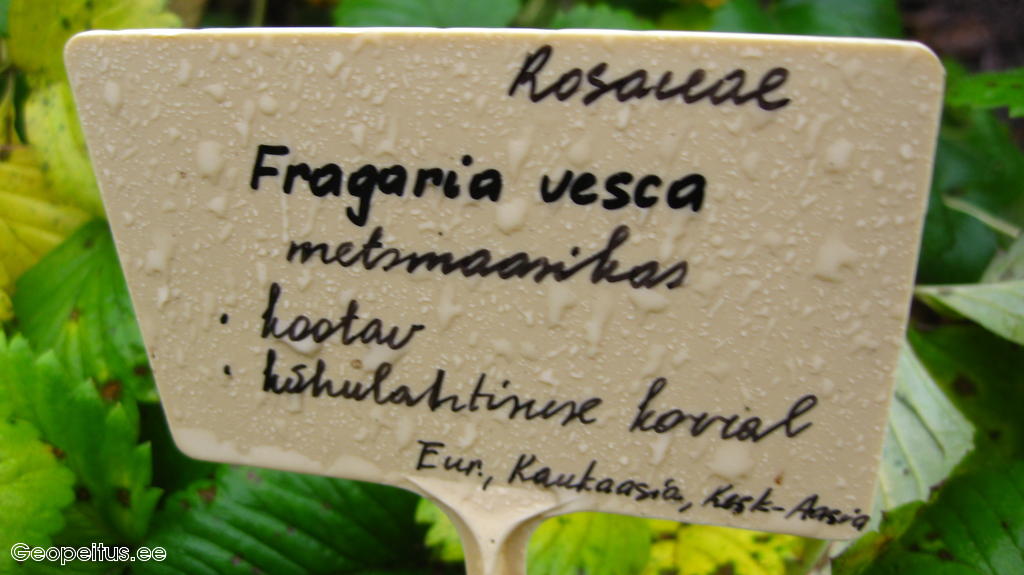 Rosaceae
Fragaria vesca
metsmaasikas
• kootav
• kõhulahtisuse korral
Eur., Kaukaasia, Kesk-Aasia
Geopeitus.ee